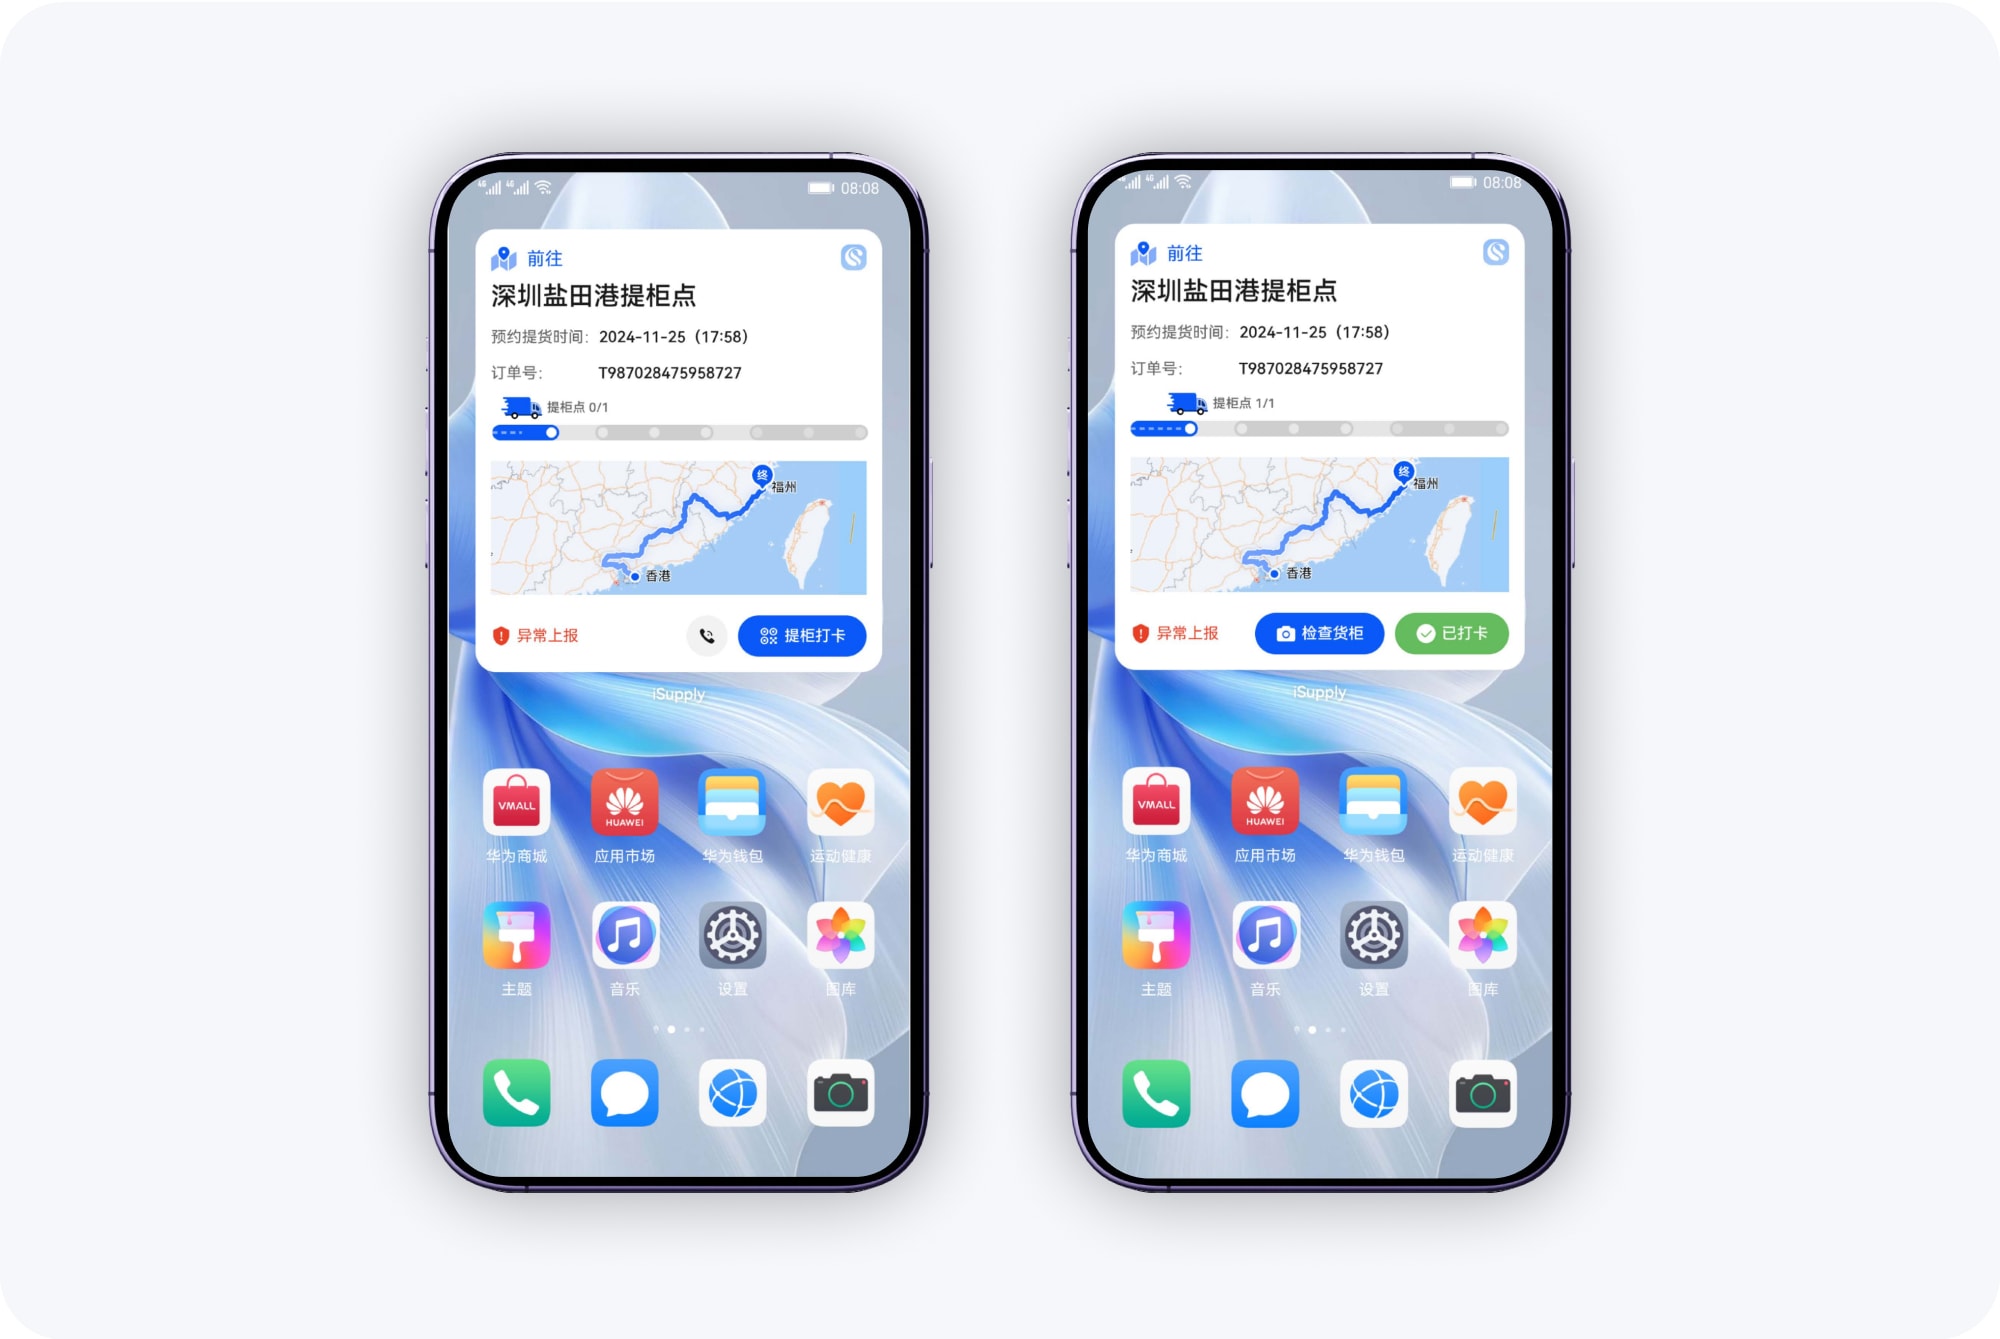 4G 4G 08:08
前往
深圳盐田港提柜点
预约提货时间： 2024-11-25（17:58）
订单号： T987028475958727
提柜点 0/1
终
福州
香港
异常上报 提柜打卡
iSupply
VMALL HUAWEI
华为商城 应用市场 华为钱包 运动健康
主题 音乐 设置 图库
4G 08:08
前往
深圳盐田港提柜点
预约提货时间： 2024-11-25（17:58）
订单号： T987028475958727
提柜点 1/1
终
福州
香港
异常上报 检查货柜 已打卡
iSupply
VMALL HUAWEI
华为商城 应用市场 华为钱包 运动健康
主题 音乐 设置 图库